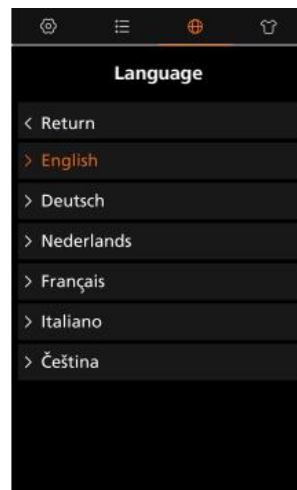 Language
< Return
> English
> Deutsch
> Nederlands
> Français
> Italiano
> Čeština